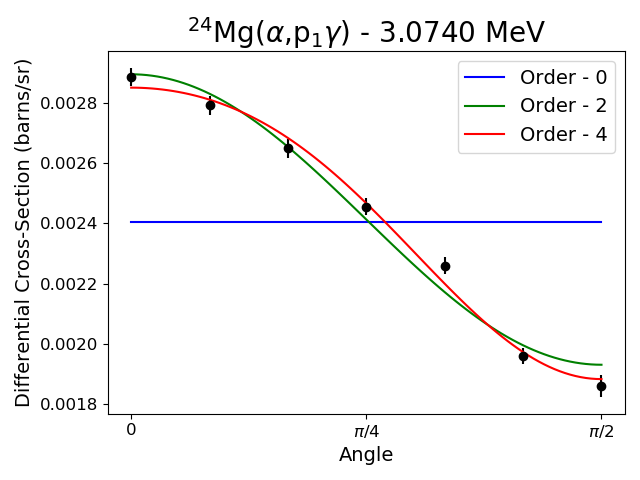 ²⁴Mg(α,p₁γ) - 3.0740 MeV
Order - 0
Order - 2
Order - 4
Differential Cross-Section (barns/sr)
0.0028
0.0026
0.0024
0.0022
0.0020
0.0018
0
π/4
π/2
Angle